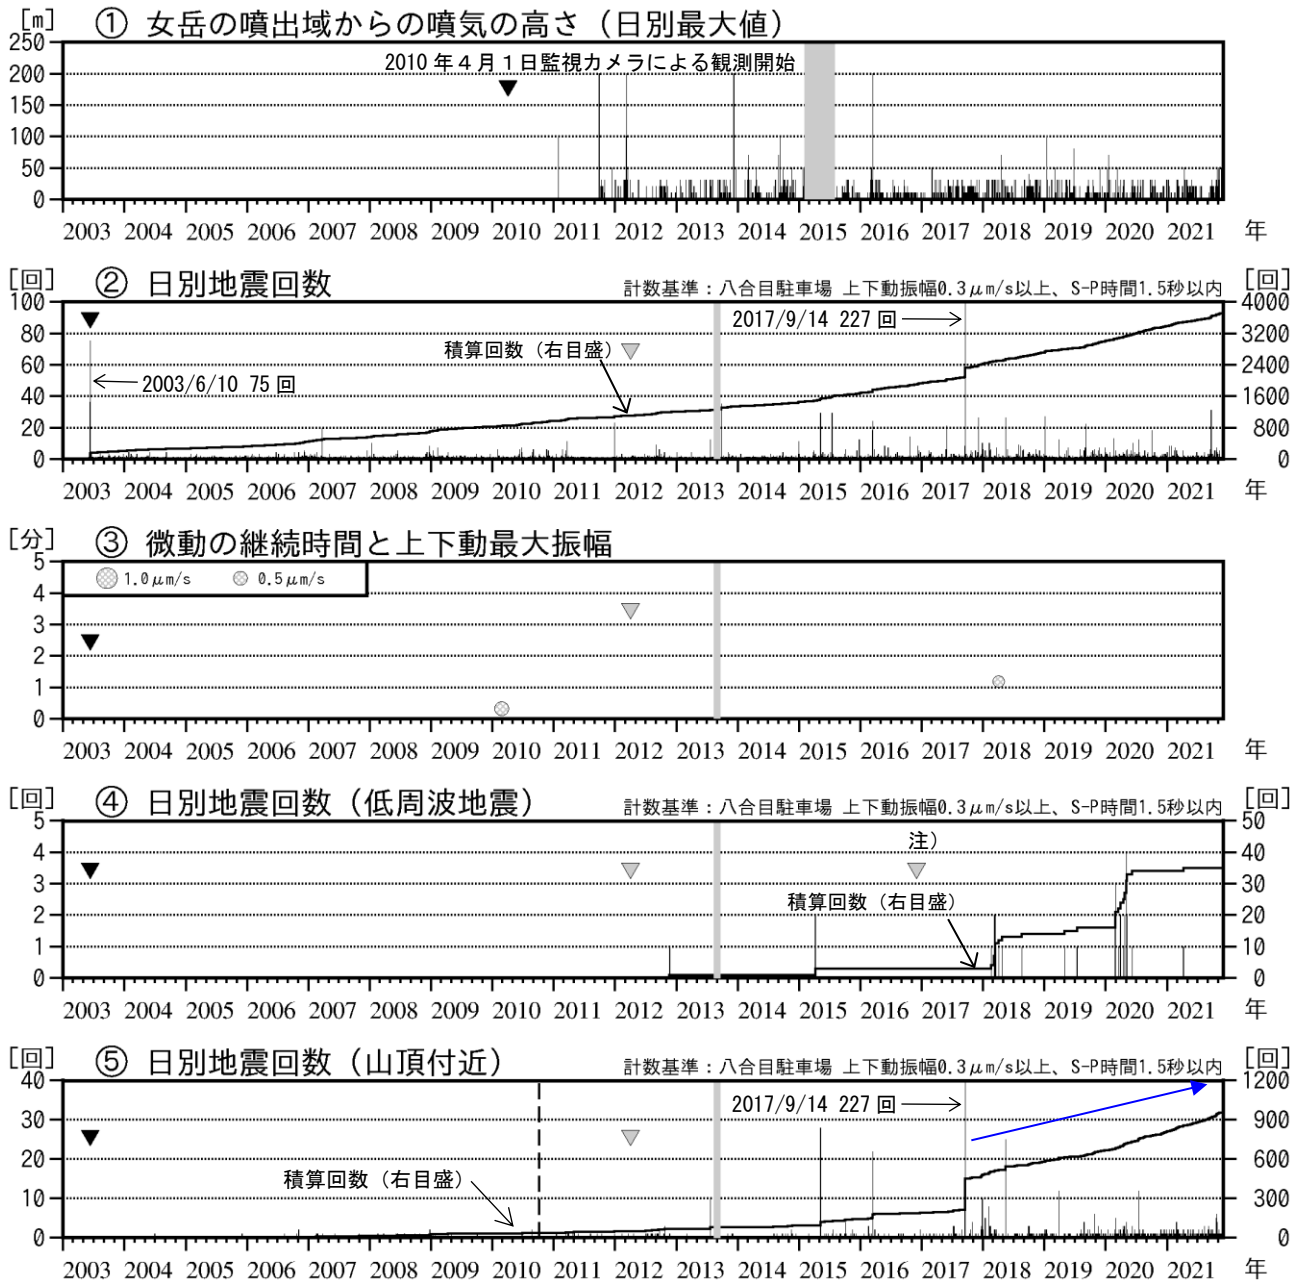 [m] ① 女岳の噴出域からの噴気の高さ（日別最大値）
250
2010年４月１日監視カメラによる観測開始
200
150
100
50
0
2003 2004 2005 2006 2007 2008 2009 2010 2011 2012 2013 2014 2015 2016 2017 2018 2019 2020 2021 年
[回] ② 日別地震回数 計数基準：八合目駐車場 上下動振幅0.3μm/s以上、S-P時間1.5秒以内 [回]
100 4000
2017/9/14 227回
80 3200
積算回数（右目盛）
60 2400
2003/6/10 75回
40 1600
20 800
0 0
2003 2004 2005 2006 2007 2008 2009 2010 2011 2012 2013 2014 2015 2016 2017 2018 2019 2020 2021 年
[分] ③ 微動の継続時間と上下動最大振幅
5
1.0μm/s 0.5μm/s
4
3
2
1
0
2003 2004 2005 2006 2007 2008 2009 2010 2011 2012 2013 2014 2015 2016 2017 2018 2019 2020 2021 年
[回] ④ 日別地震回数（低周波地震） 計数基準：八合目駐車場 上下動振幅0.3μm/s以上、S-P時間1.5秒以内 [回]
5 50
注）
4 40
3 30
積算回数（右目盛）
2 20
1 10
0 0
2003 2004 2005 2006 2007 2008 2009 2010 2011 2012 2013 2014 2015 2016 2017 2018 2019 2020 2021 年
[回] ⑤ 日別地震回数（山頂付近） 計数基準：八合目駐車場 上下動振幅0.3μm/s以上、S-P時間1.5秒以内 [回]
40 1200
2017/9/14 227回
30 900
20 600
積算回数（右目盛）
10 300
0 0
2003 2004 2005 2006 2007 2008 2009 2010 2011 2012 2013 2014 2015 2016 2017 2018 2019 2020 2021 年